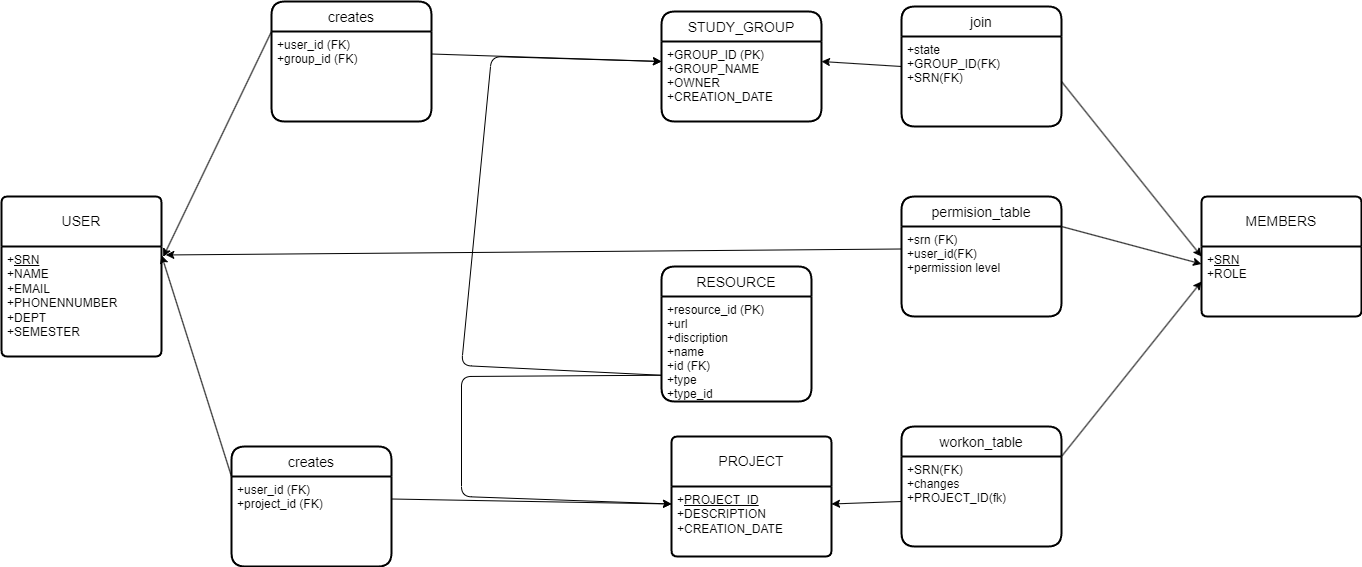 creates
+user_id (FK)
+group_id (FK)
STUDY_GROUP
+GROUP_ID (PK)
+GROUP_NAME
+OWNER
+CREATION_DATE
join
+state
+GROUP_ID(FK)
+SRN(FK)
USER
+SRN
+NAME
+EMAIL
+PHONENNUMBER
+DEPT
+SEMESTER
permision_table
+srn (FK)
+user_id(FK)
+permission level
MEMBERS
+SRN
+ROLE
RESOURCE
+resource_id (PK)
+url
+discription
+name
+id (FK)
+type
+type_id
creates
+user_id (FK)
+project_id (FK)
PROJECT
+PROJECT_ID
+DESCRIPTION
+CREATION_DATE
workon_table
+SRN(FK)
+changes
+PROJECT_ID(fk)